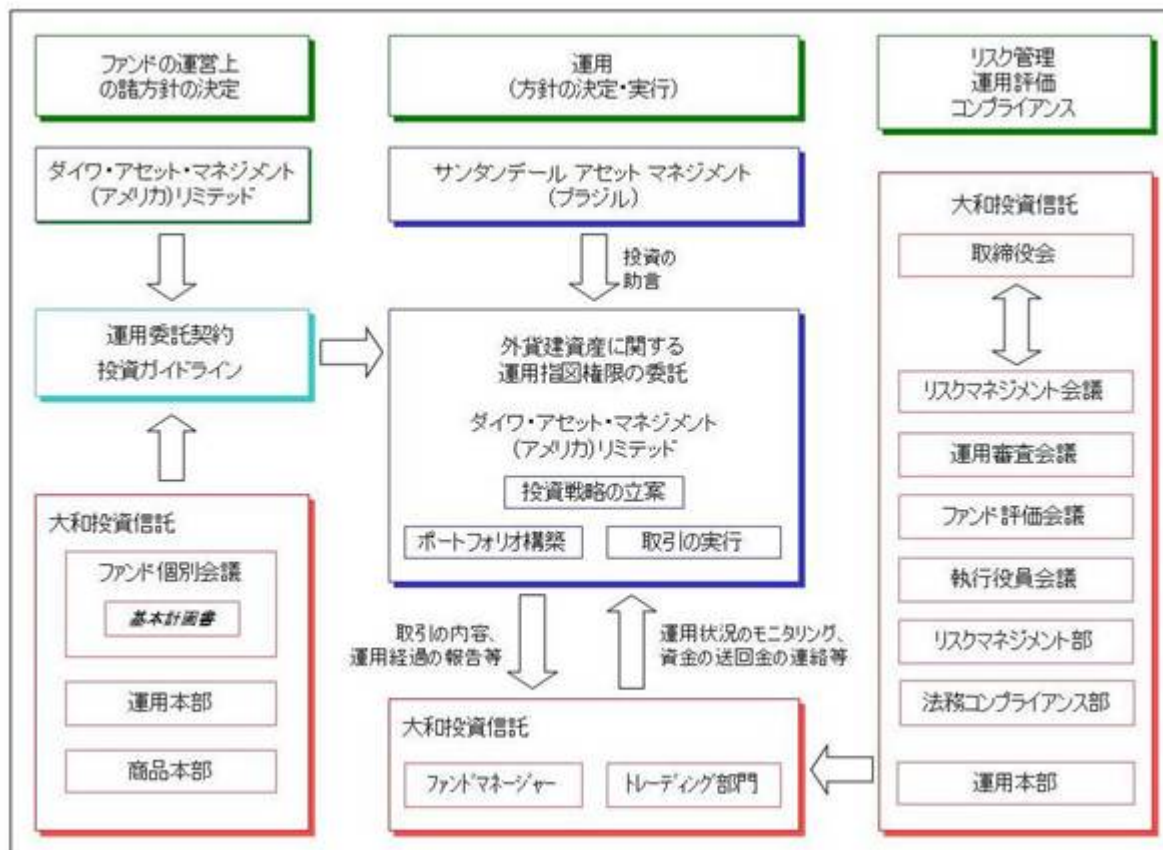 ファンドの運営上
の諸方針の決定
ダイワ・アセット・マネジメント
(アメリカ)リミテッド
運用委託契約
投資ガイドライン
大和投資信託
ファンド個別会議
基本計画書
運用本部
商品本部
運用
(方針の決定・実行)
サンタンデール アセット マネジメント
(ブラジル)
投資の
助言
外貨建資産に関する
運用指図権限の委託
ダイワ・アセット・マネジメント
(アメリカ)リミテッド
投資戦略の立案
ポートフォリオ構築
取引の実行
取引の内容、
運用経過の報告等
運用状況のモニタリング、
資金の送回金の連絡等
大和投資信託
ファンドマネージャー
トレーディング部門
リスク管理
運用評価
コンプライアンス
大和投資信託
取締役会
リスクマネジメント会議
運用審査会議
ファンド評価会議
執行役員会議
リスクマネジメント部
法務コンプライアンス部
運用本部